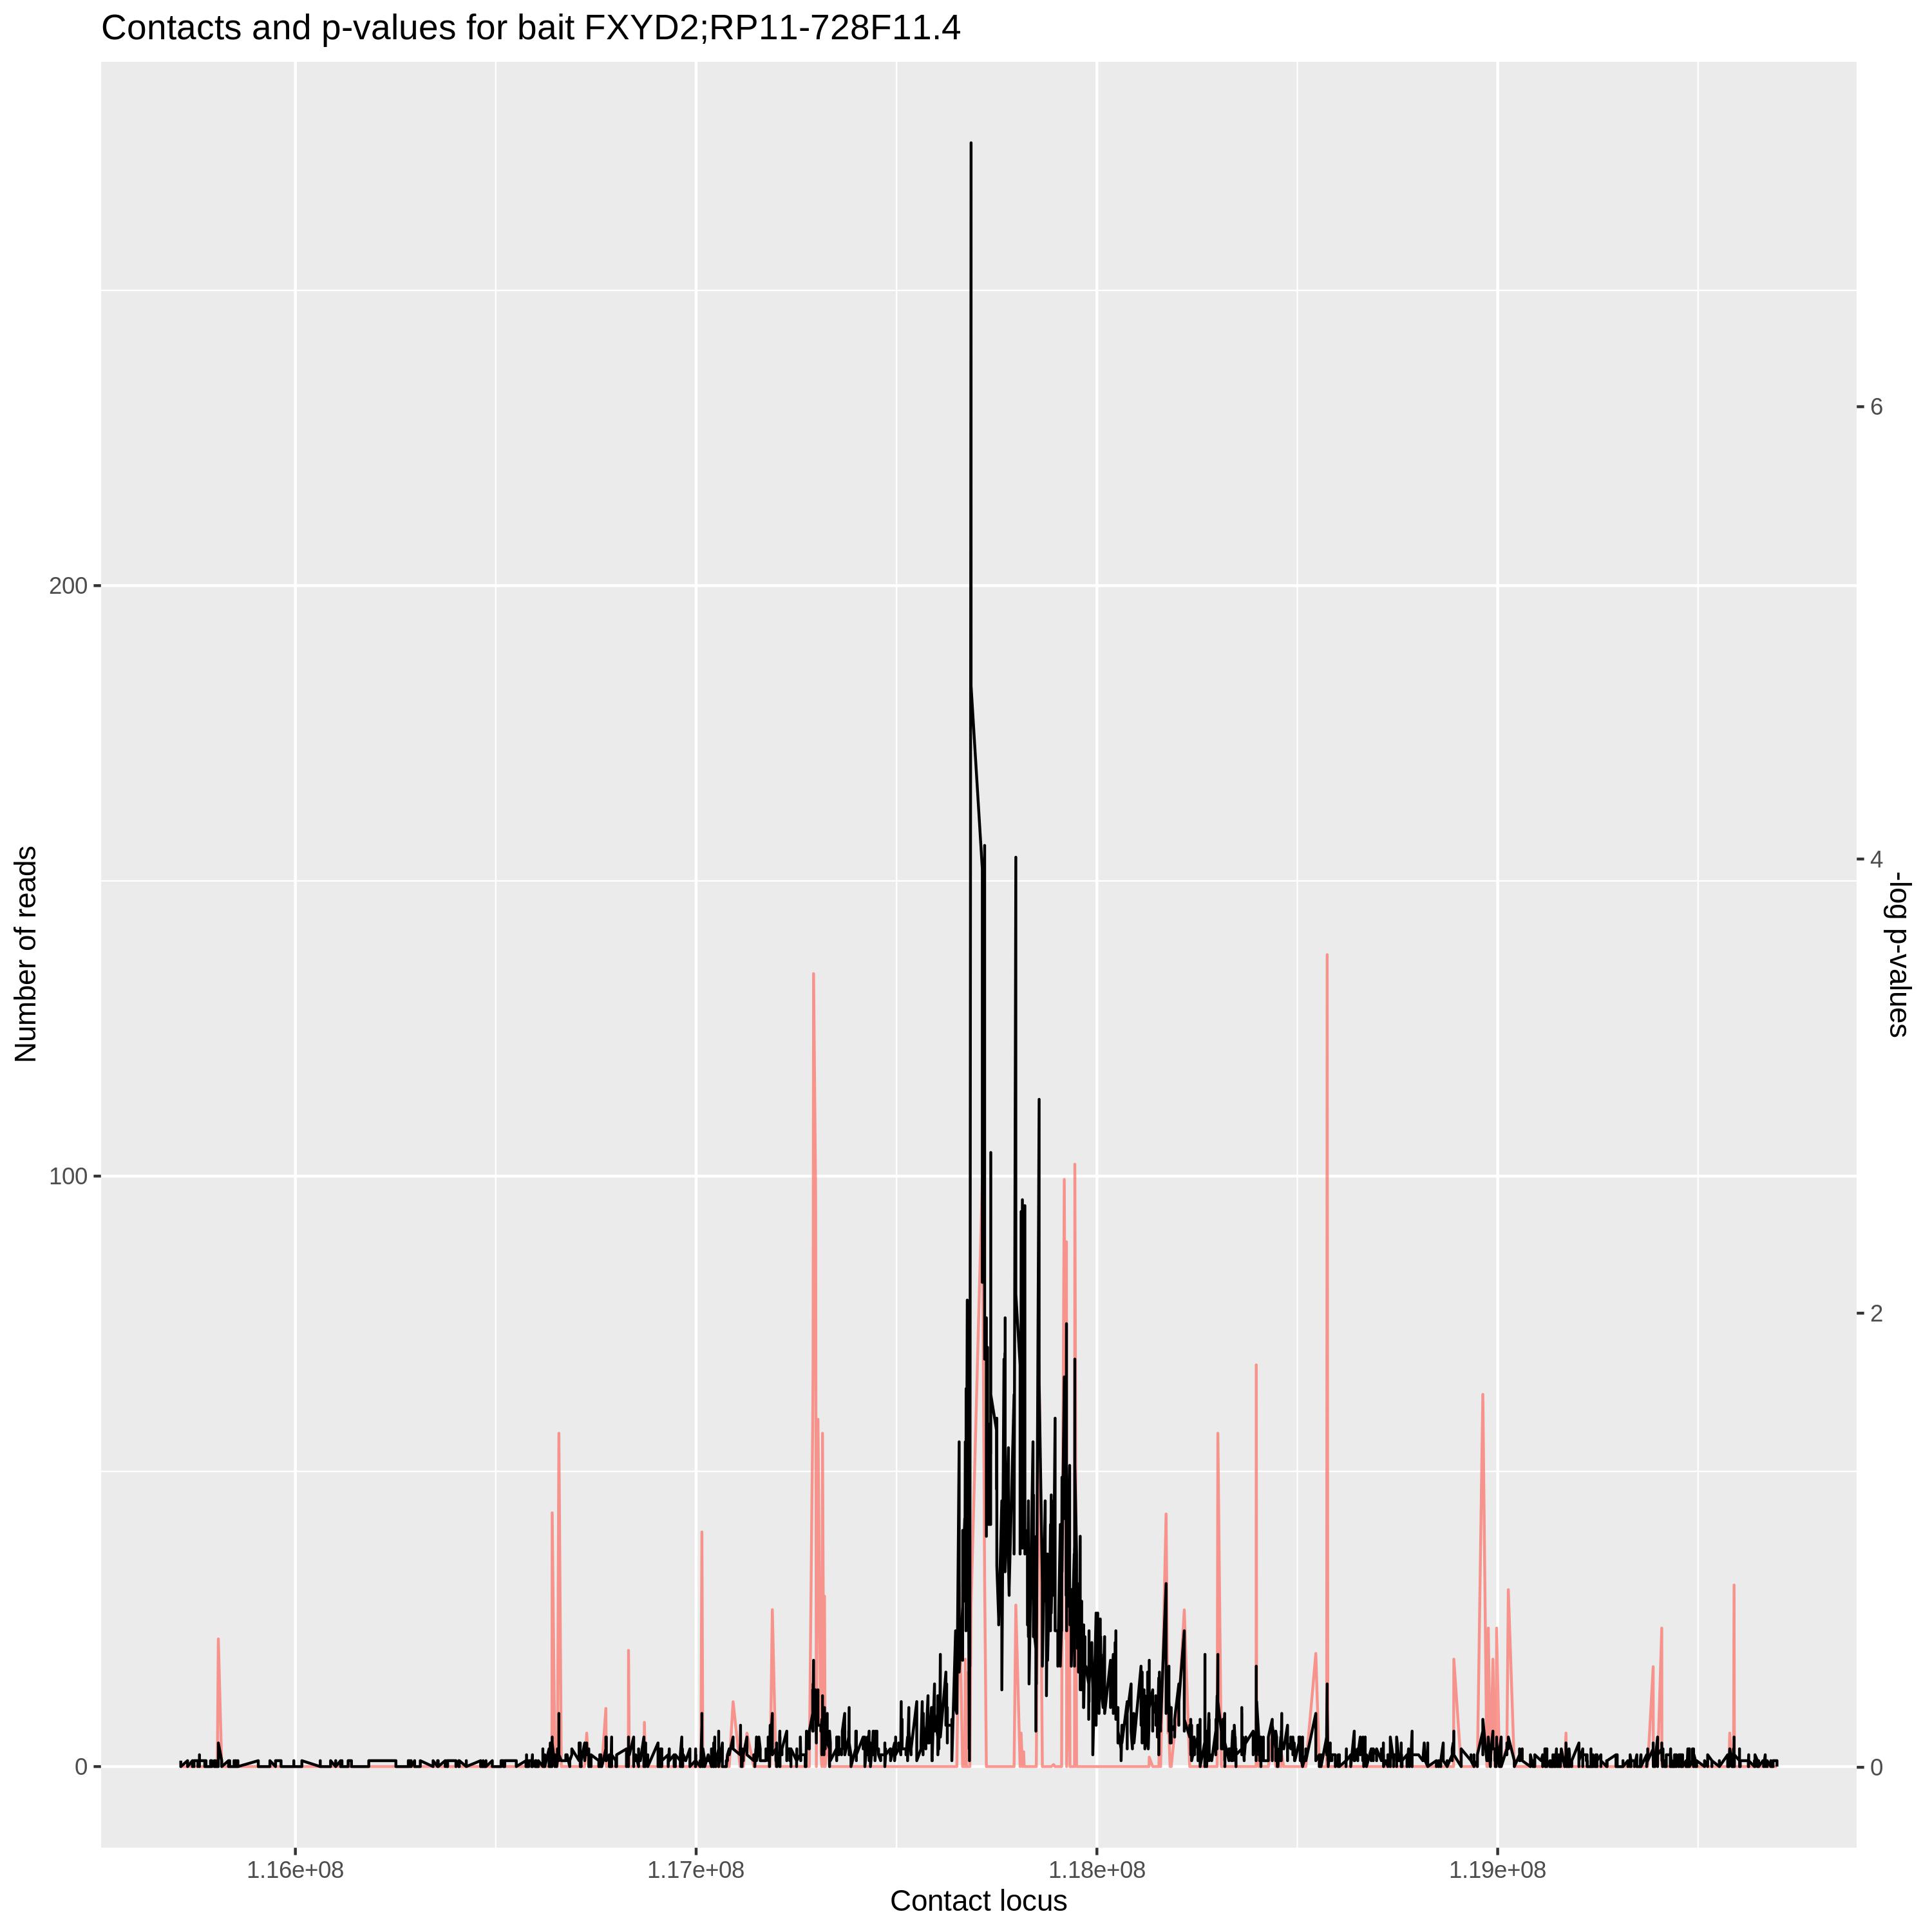 Contacts and p-values for bait FXYD2;RP11-728F11.4
Number of reads
200
100
0
6
4
2
0
-log p-values
1.16e+08
1.17e+08
1.18e+08
1.19e+08
Contact locus